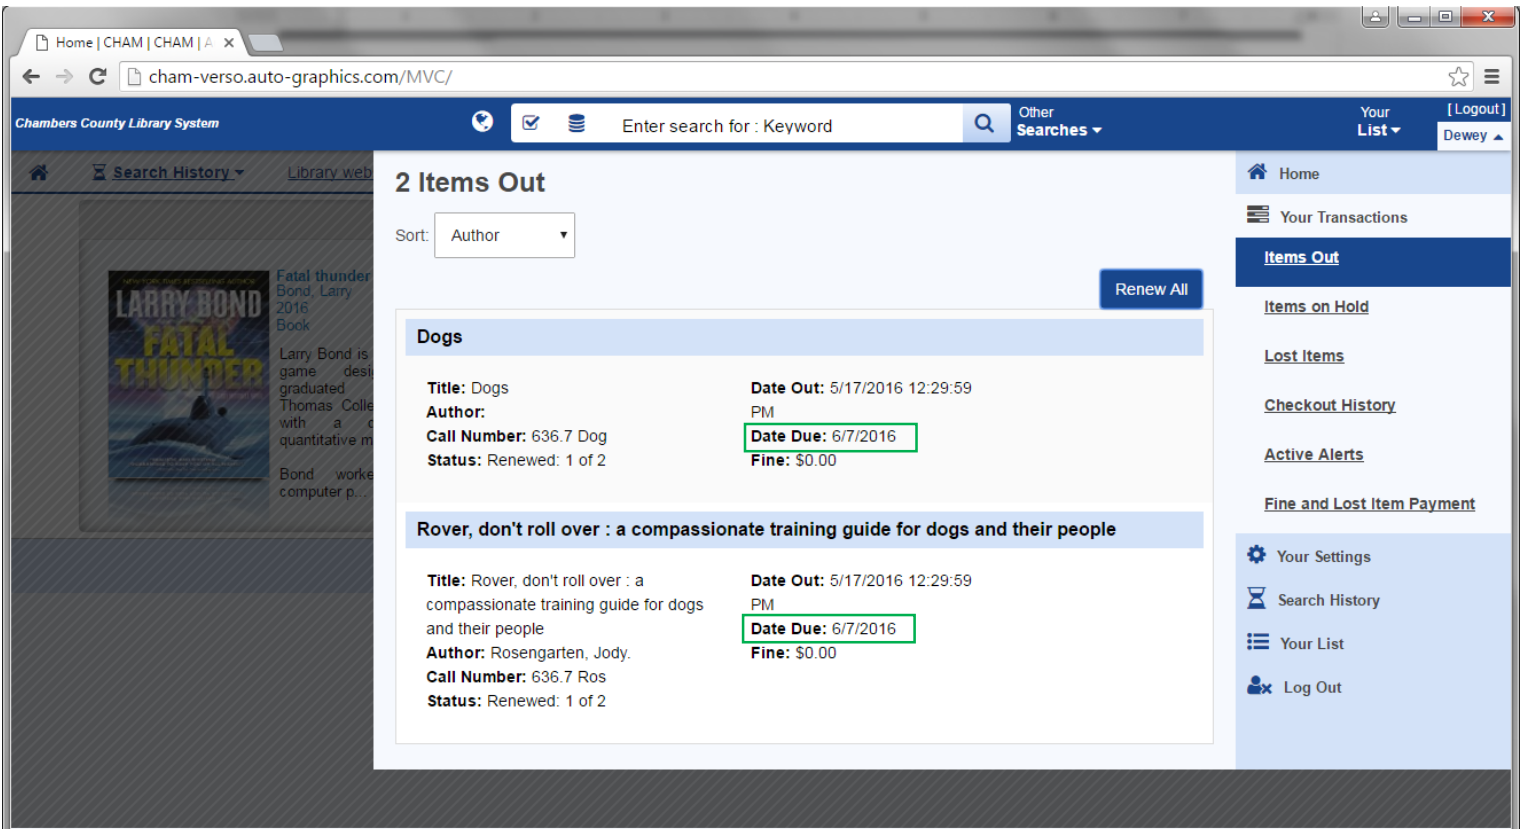 Home | CHAM | CHAM | A
cham-verso.auto-graphics.com/MVC/
Chambers County Library System
Enter search for : Keyword
Other
Searches
Your
List
[ Logout ]
Dewey
Search History
Library web
Fatal thunder
Bond, Larry
2016
Book
Larry Bond is
game desi
graduated
Thomas Colle
with a d
quantitative m
Bond worke
computer p...
NEW YORK TIMES BESTSELLING AUTHOR
LARRY BOND
FATAL
THUNDER
2 Items Out
Sort: Author
Renew All
Dogs
Title: Dogs
Author:
Call Number: 636.7 Dog
Status: Renewed: 1 of 2
Date Out: 5/17/2016 12:29:59
PM
Date Due: 6/7/2016
Fine: $0.00
Rover, don't roll over : a compassionate training guide for dogs and their people
Title: Rover, don't roll over : a
compassionate training guide for dogs
and their people
Author: Rosengarten, Jody.
Call Number: 636.7 Ros
Status: Renewed: 1 of 2
Date Out: 5/17/2016 12:29:59
PM
Date Due: 6/7/2016
Fine: $0.00
Home
Your Transactions
Items Out
Items on Hold
Lost Items
Checkout History
Active Alerts
Fine and Lost Item Payment
Your Settings
Search History
Your List
Log Out